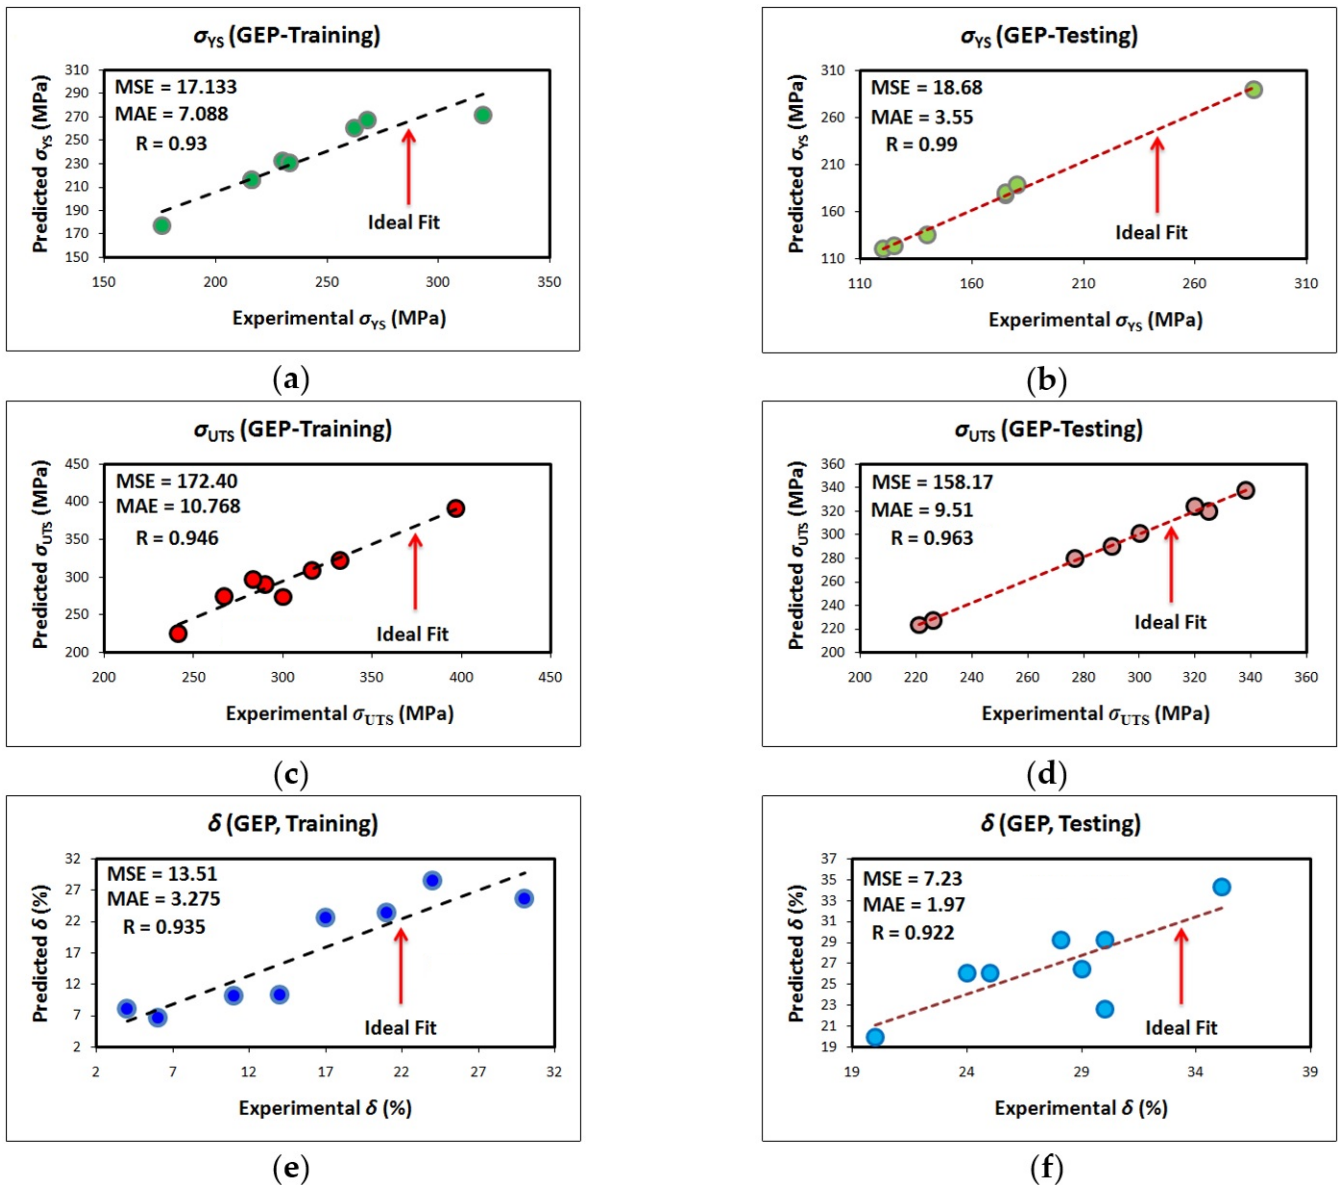 σYS (GEP-Training)
MSE = 17.133
MAE = 7.088
R = 0.93
Predicted σYS (MPa)
310
290
270
250
230
210
190
170
150
Ideal Fit
150 200 250 300 350
Experimental σYS (MPa)
(a)
σYS (GEP-Testing)
MSE = 18.68
MAE = 3.55
R = 0.99
Predicted σYS (MPa)
310
260
210
160
110
Ideal Fit
110 160 210 260 310
Experimental σYS (MPa)
(b)
σUTS (GEP-Training)
MSE = 172.40
MAE = 10.768
R = 0.946
Predicted σUTS (MPa)
450
400
350
300
250
200
Ideal Fit
200 250 300 350 400 450
Experimental σUTS (MPa)
(c)
σUTS (GEP-Testing)
MSE = 158.17
MAE = 9.51
R = 0.963
Predicted σUTS (MPa)
360
340
320
300
280
260
240
220
200
Ideal Fit
200 220 240 260 280 300 320 340 360
Experimental σUTS (MPa)
(d)
δ (GEP, Training)
MSE = 13.51
MAE = 3.275
R = 0.935
Predicted δ (%)
32
27
22
17
12
7
2
Ideal Fit
2 7 12 17 22 27 32
Experimental δ (%)
(e)
δ (GEP, Testing)
MSE = 7.23
MAE = 1.97
R = 0.922
Predicted δ (%)
37
35
33
31
29
27
25
23
21
19
Ideal Fit
19 24 29 34 39
Experimental δ (%)
(f)